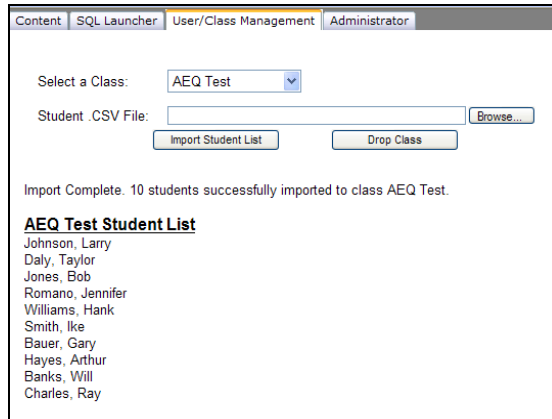 Content SQL Launcher User/Class Management Administrator
Select a Class: AEQ Test
Student .CSV File: Browse...
Import Student List Drop Class
Import Complete. 10 students successfully imported to class AEQ Test.
AEQ Test Student List
Johnson, Larry
Daly, Taylor
Jones, Bob
Romano, Jennifer
Williams, Hank
Smith, Ike
Bauer, Gary
Hayes, Arthur
Banks, Will
Charles, Ray